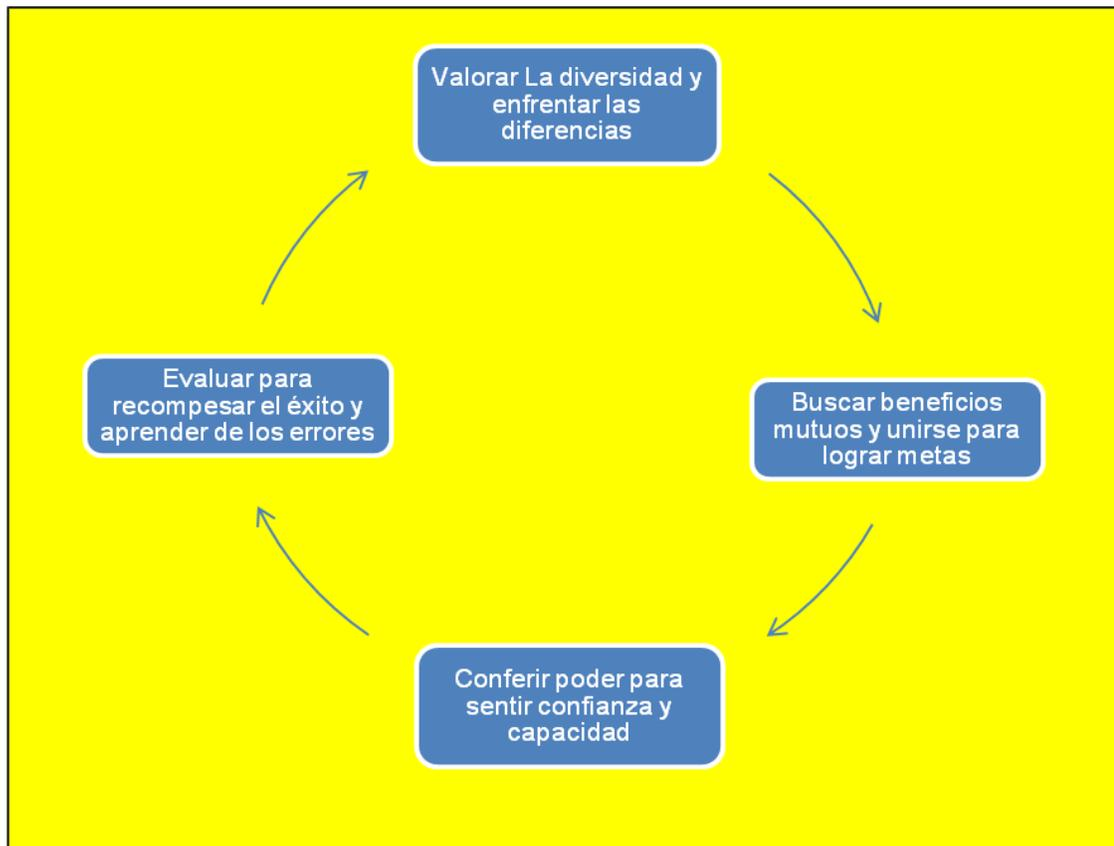 Valorar La diversidad y
enfrentar las
diferencias
Buscar beneficios
mutuos y unirse para
lograr metas
Conferir poder para
sentir confianza y
capacidad
Evaluar para
recompesar el éxito y
aprender de los errores